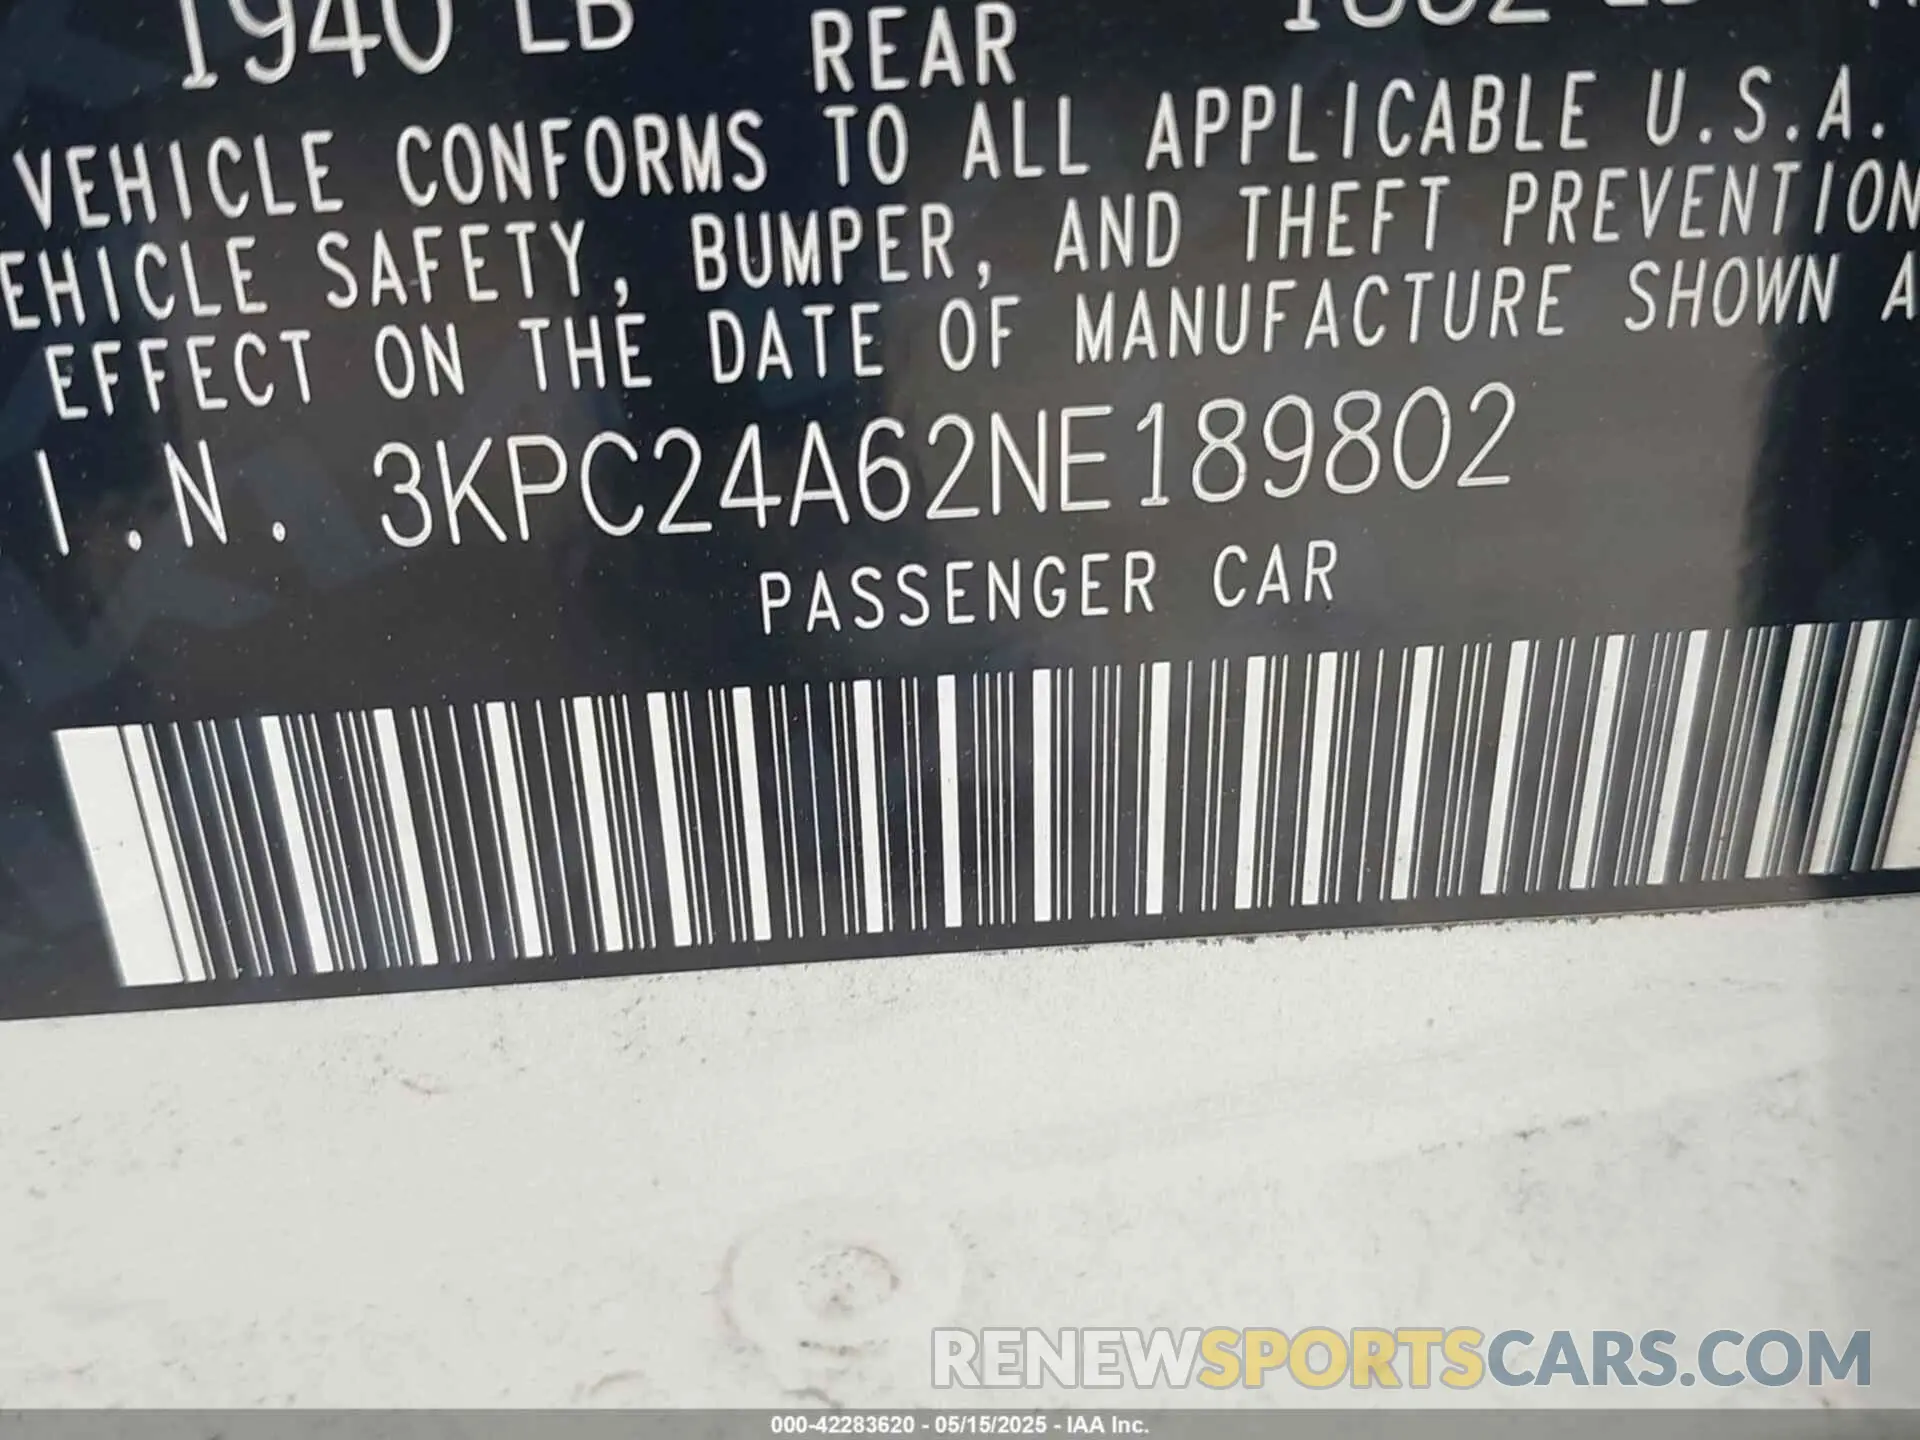 1940 LB REAR
VEHICLE CONFORMS TO ALL APPLICABLE U.S.A.
EHICLE SAFETY, BUMPER, AND THEFT PREVENTION
EFFECT ON THE DATE OF MANUFACTURE SHOWN A
I.N. 3KPC24A62NE189802
PASSENGER CAR
RENEWSPORTSCARS.COM
000-42283620 - 05/15/2025 - IAA Inc.